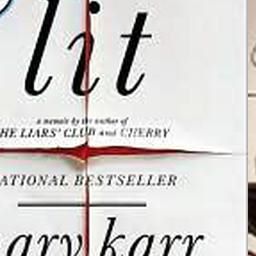 lit
a memoir by the author of
HE LIARS' CLUB and CHERRY
ATIONAL BESTSELLER
ary karr